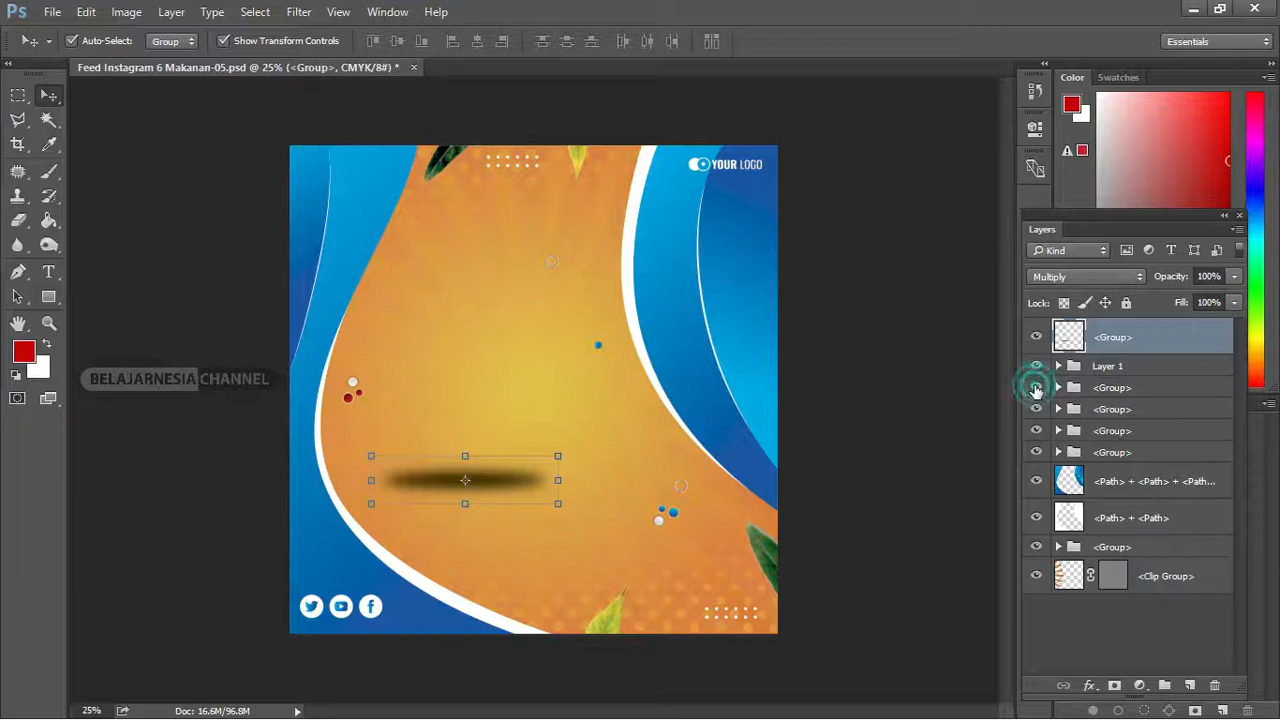 Ps File Edit Image Layer Type Select Filter View Window Help
Auto-Select: Group Show Transform Controls Essentials
Feed Instagram 6 Makanan-05.psd @ 25% (<Group>, CMYK/8#) * ×
Color Swatches
YOUR LOGO
Layers
Kind
Multiply Opacity: 100%
Lock: Fill: 100%
<Group>
Layer 1
<Group>
<Group>
<Group>
<Group>
<Path> + <Path> + <Pat...
<Path> + <Path>
<Group>
<Clip Group>
BELAJARNESIA CHANNEL
25% Doc: 16.6M/96.8M